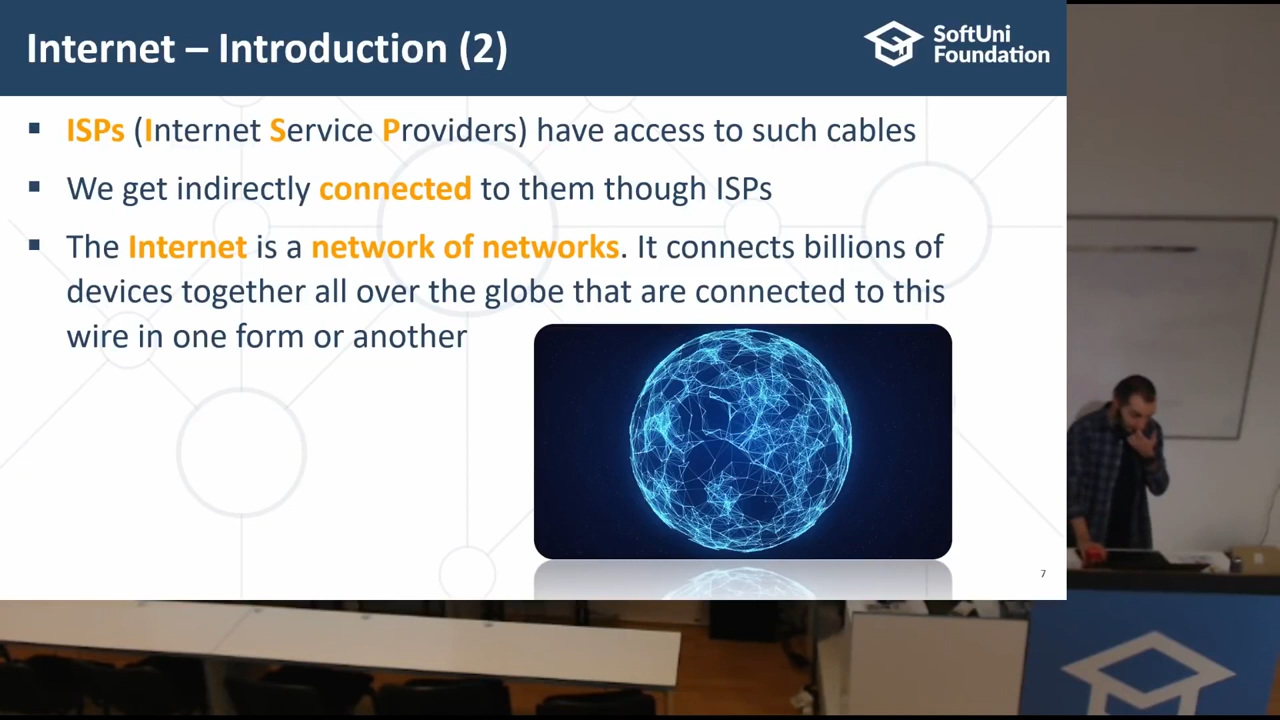 Internet – Introduction (2)
SoftUni
Foundation
▪ ISPs (Internet Service Providers) have access to such cables
▪ We get indirectly connected to them though ISPs
▪ The Internet is a network of networks. It connects billions of
devices together all over the globe that are connected to this
wire in one form or another
7